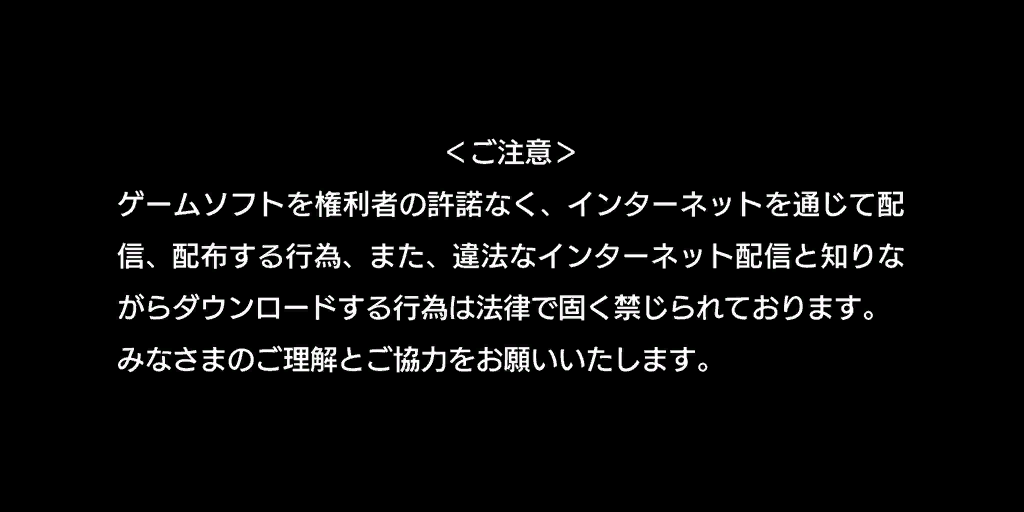 ＜ご注意＞
ゲームソフトを権利者の許諾なく、インターネットを通じて配
信、配布する行為、また、違法なインターネット配信と知りな
がらダウンロードする行為は法律で固く禁じられております。
みなさまのご理解とご協力をお願いいたします。